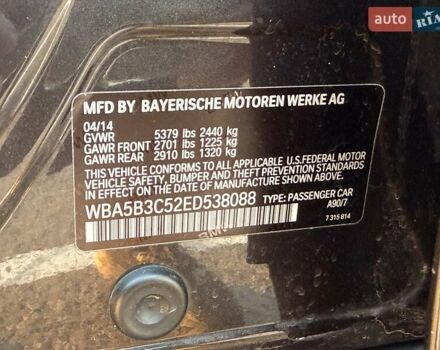 AUTO RIA
MFD BY BAYERISCHE MOTOREN WERKE AG
04/14
GVWR 5379 lbs 2440 kg
GAWR FRONT 2701 lbs 1225 kg
GAWR REAR 2910 lbs 1320 kg
THIS VEHICLE CONFORMS TO ALL APPLICABLE U.S.FEDERAL MOTOR
VEHICLE SAFETY, BUMPER AND THEFT PREVENTION STANDARDS
IN EFFECT ON THE DATE OF MANUFACTURE SHOWN ABOVE.
WBA5B3C52ED538088 TYPE: PASSENGER CAR
A90/7
7 315 814